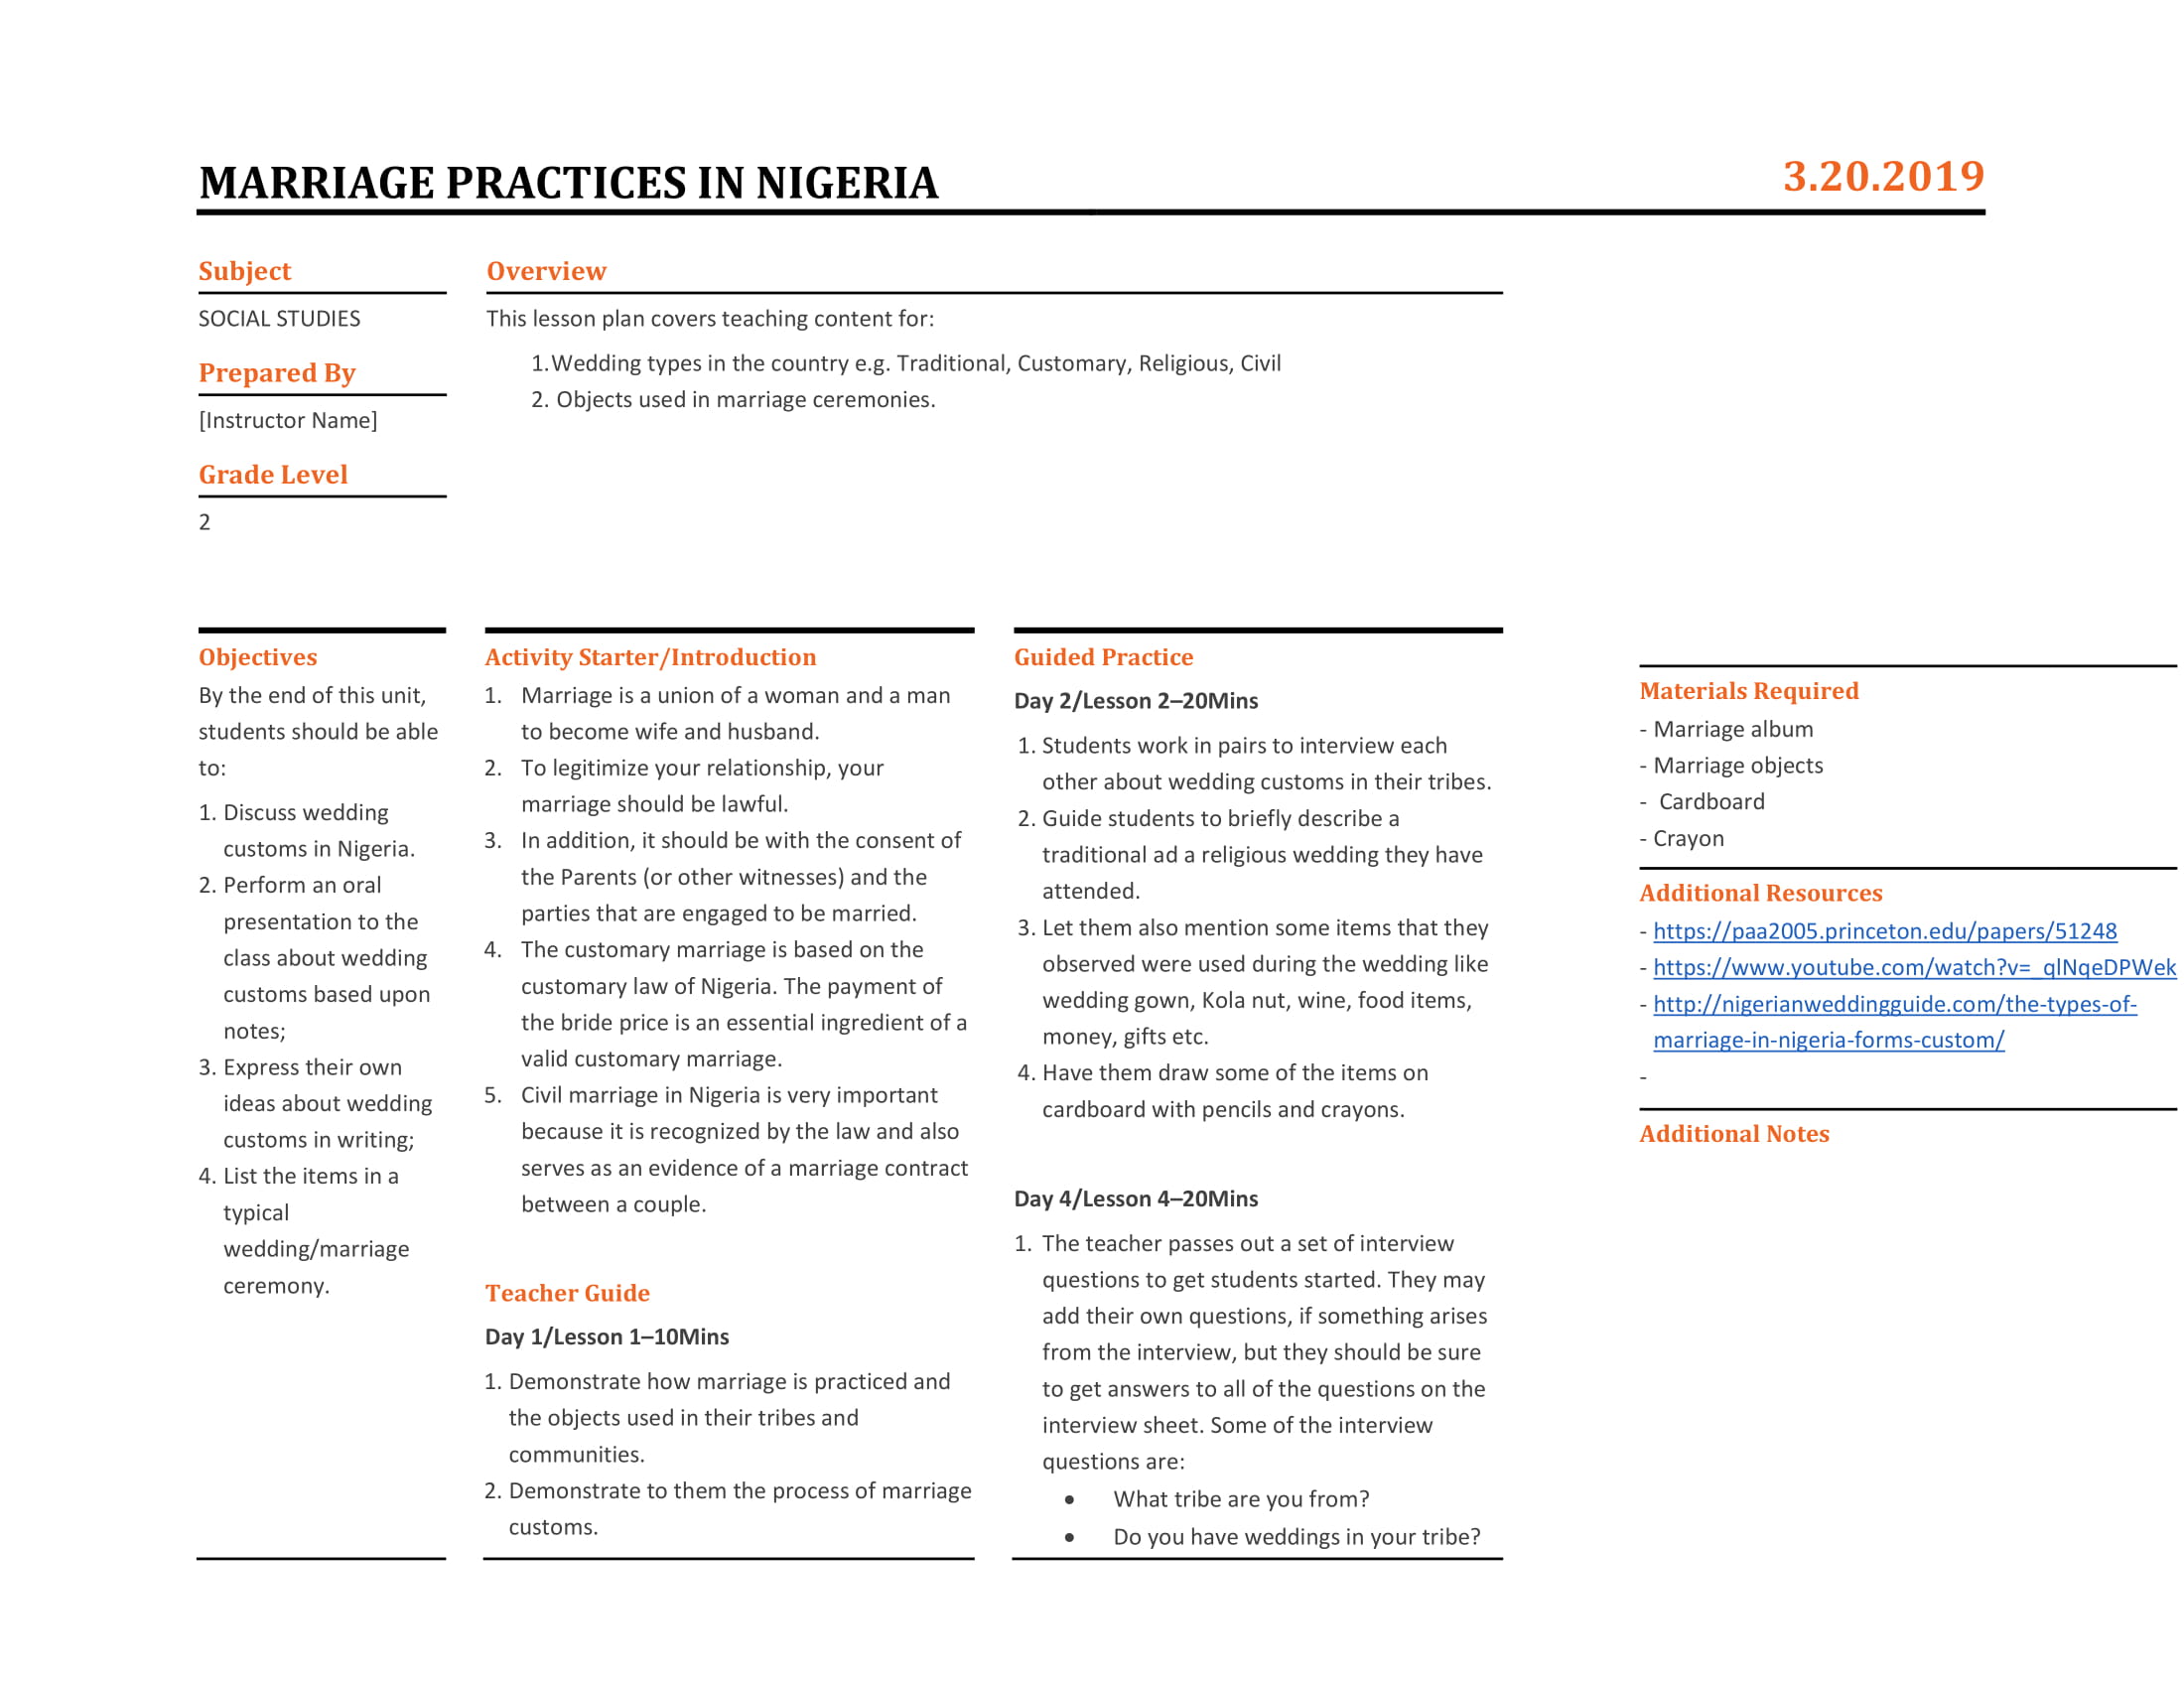 MARRIAGE PRACTICES IN NIGERIA
3.20.2019
Subject
SOCIAL STUDIES
Prepared By
[Instructor Name]
Grade Level
2
Overview
This lesson plan covers teaching content for:
1.Wedding types in the country e.g. Traditional, Customary, Religious, Civil
2. Objects used in marriage ceremonies.
Objectives
By the end of this unit,
students should be able
to:
1. Discuss wedding
customs in Nigeria.
2. Perform an oral
presentation to the
class about wedding
customs based upon
notes;
3. Express their own
ideas about wedding
customs in writing;
4. List the items in a
typical
wedding/marriage
ceremony.
Activity Starter/Introduction
1. Marriage is a union of a woman and a man
to become wife and husband.
2. To legitimize your relationship, your
marriage should be lawful.
3. In addition, it should be with the consent of
the Parents (or other witnesses) and the
parties that are engaged to be married.
4. The customary marriage is based on the
customary law of Nigeria. The payment of
the bride price is an essential ingredient of a
valid customary marriage.
5. Civil marriage in Nigeria is very important
because it is recognized by the law and also
serves as an evidence of a marriage contract
between a couple.
Teacher Guide
Day 1/Lesson 1–10Mins
1. Demonstrate how marriage is practiced and
the objects used in their tribes and
communities.
2. Demonstrate to them the process of marriage
customs.
Guided Practice
Day 2/Lesson 2–20Mins
1. Students work in pairs to interview each
other about wedding customs in their tribes.
2. Guide students to briefly describe a
traditional ad a religious wedding they have
attended.
3. Let them also mention some items that they
observed were used during the wedding like
wedding gown, Kola nut, wine, food items,
money, gifts etc.
4. Have them draw some of the items on
cardboard with pencils and crayons.
Day 4/Lesson 4–20Mins
1. The teacher passes out a set of interview
questions to get students started. They may
add their own questions, if something arises
from the interview, but they should be sure
to get answers to all of the questions on the
interview sheet. Some of the interview
questions are:
• What tribe are you from?
• Do you have weddings in your tribe?
Materials Required
- Marriage album
- Marriage objects
- Cardboard
- Crayon
Additional Resources
- https://paa2005.princeton.edu/papers/51248
- https://www.youtube.com/watch?v=_qlNqeDPWek
- http://nigerianweddingguide.com/the-types-of-
marriage-in-nigeria-forms-custom/
-
Additional Notes